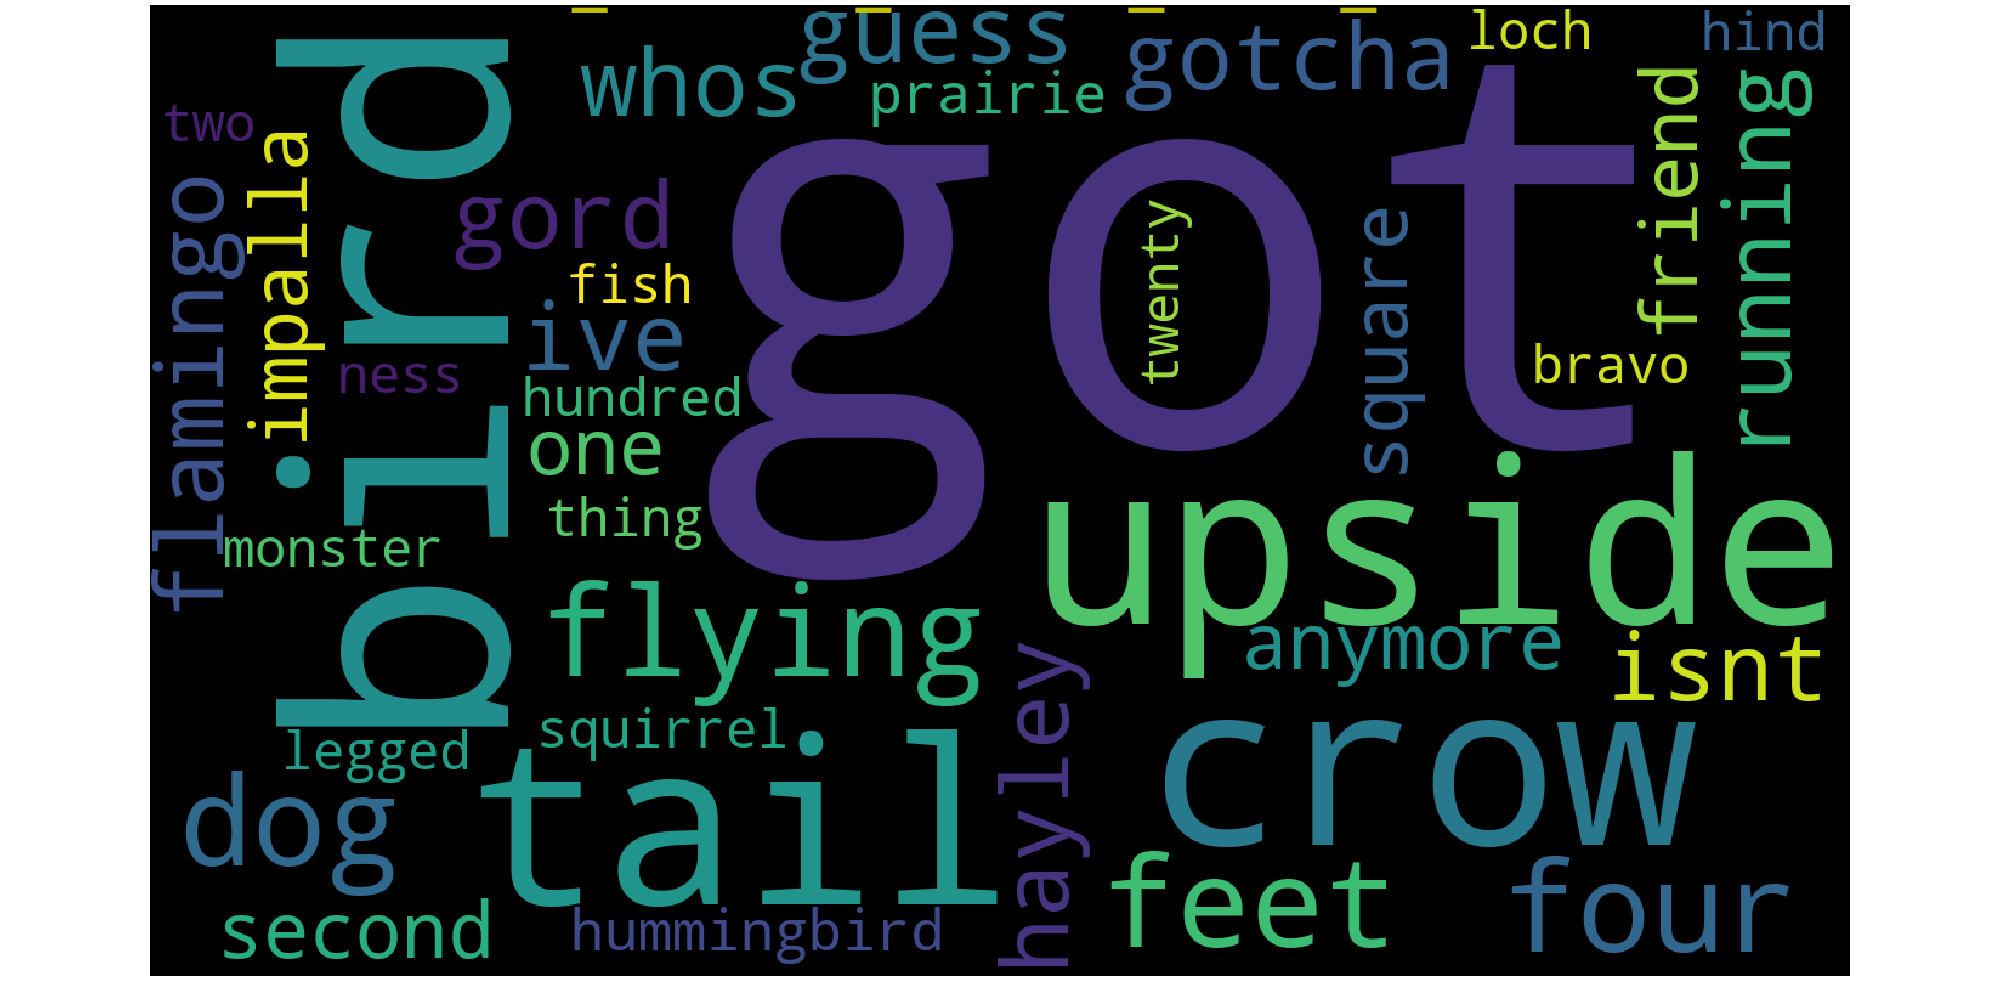 guess
loch
hind
whos
gotcha
prairie
two
impalla
bird
got
friend
running
flamingo
gord
twenty
square
fish
ive
ness
bravo
hundred
one
thing
upside
monster
flying
anymore
isnt
hayley
squirrel
legged
crow
dog
tail
feet
four
second
hummingbird